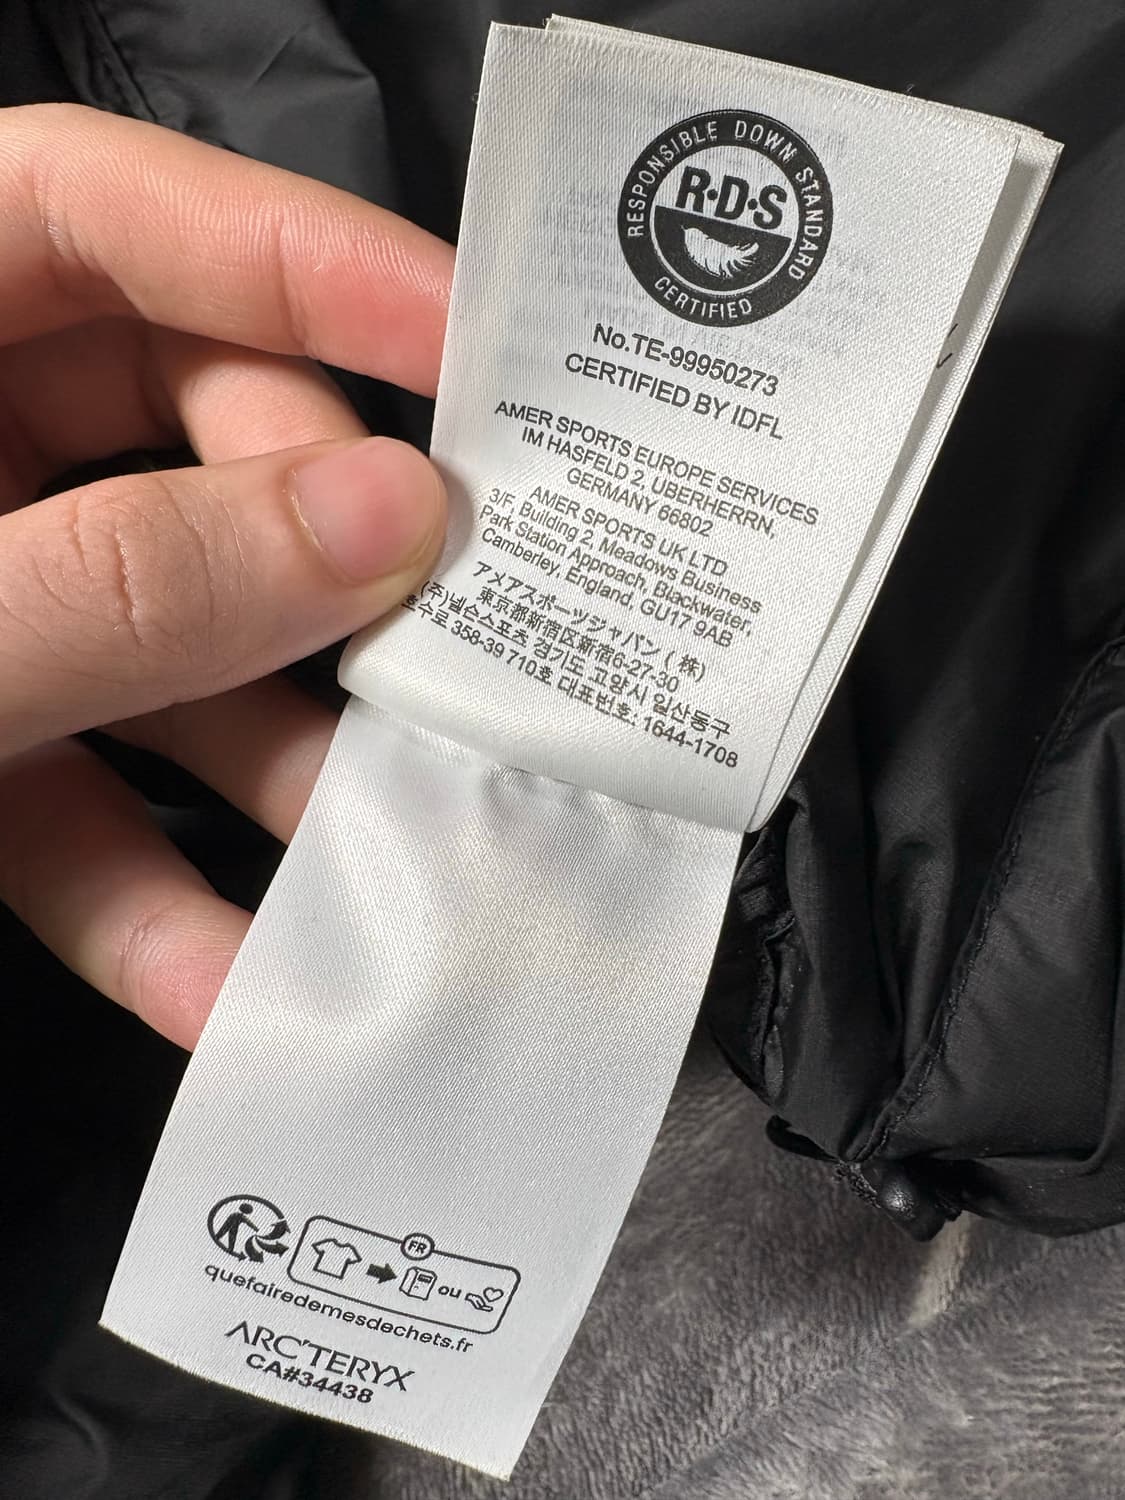 RESPONSIBLE DOWN STANDARD
R·D·S
CERTIFIED
No.TE-99950273
CERTIFIED BY IDFL
AMER SPORTS EUROPE SERVICES
IM HASFELD 2, UBERHERRN,
GERMANY 66802
AMER SPORTS UK LTD
3/F, Building 2, Meadows Business
Park Station Approach, Blackwater,
Camberley, England, GU17 9AB
アメアスポーツジャパン (株)
東京都新宿区新宿6-27-30
(주)넬슨스포츠 경기도 고양시 일산동구
호수로 358-39 710호 대표번호: 1644-1708
FR
ou
quefairedemesdechets.fr
ARC'TERYX
CA#34438